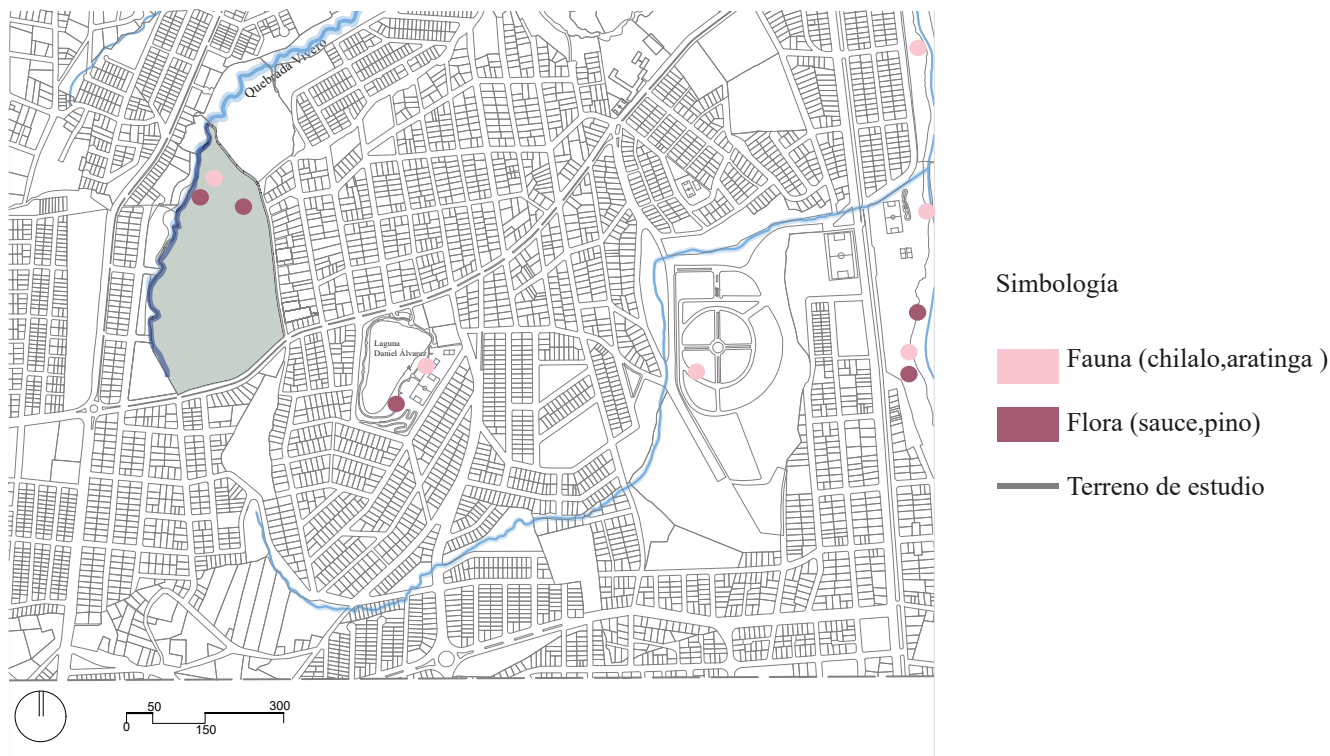 Quebrada Vivero
Laguna
Daniel Álvarez
Simbología
Fauna (chilalo,aratinga )
Flora (sauce,pino)
Terreno de estudio
0
50
150
300